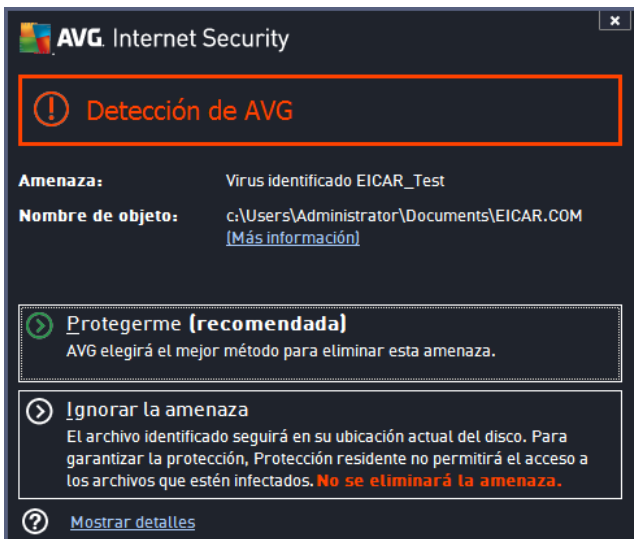 AVG. Internet Security
Detección de AVG
Amenaza: Virus identificado EICAR_Test
Nombre de objeto: c:\Users\Administrator\Documents\EICAR.COM
(Más información)
Protegerme (recomendada)
AVG elegirá el mejor método para eliminar esta amenaza.
Ignorar la amenaza
El archivo identificado seguirá en su ubicación actual del disco. Para
garantizar la protección, Protección residente no permitirá el acceso a
los archivos que estén infectados. No se eliminará la amenaza.
Mostrar detalles